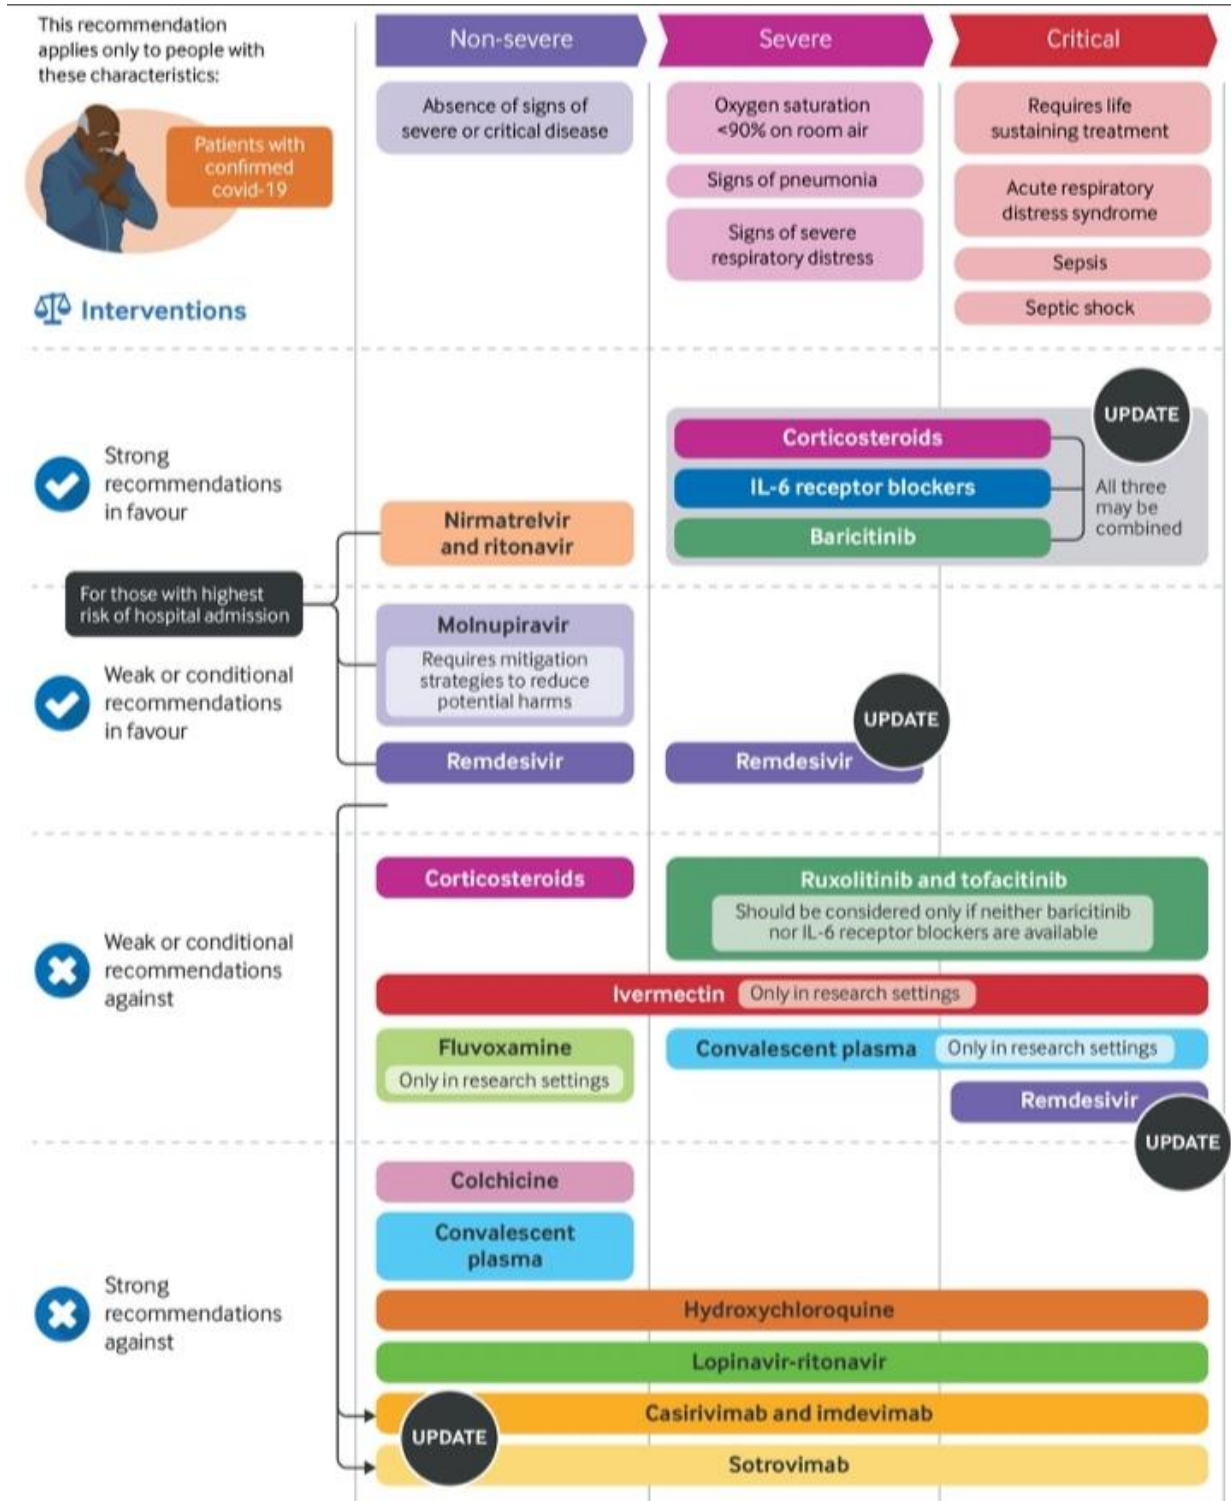 This recommendation
applies only to people with
these characteristics:
Patients with
confirmed
covid-19
Non-severe
Severe
Critical
Absence of signs of
severe or critical disease
Oxygen saturation
<90% on room air
Signs of pneumonia
Signs of severe
respiratory distress
Requires life
sustaining treatment
Acute respiratory
distress syndrome
Sepsis
Septic shock
Interventions
Strong
recommendations
in favour
Nirmatrelvir
and ritonavir
Corticosteroids
IL-6 receptor blockers
Baricitinib
All three
may be
combined
UPDATE
For those with highest
risk of hospital admission
Weak or conditional
recommendations
in favour
Molnupiravir
Requires mitigation
strategies to reduce
potential harms
Remdesivir
Remdesivir
UPDATE
Weak or conditional
recommendations
against
Corticosteroids
Ruxolitinib and tofacitinib
Should be considered only if neither baricitinib
nor IL-6 receptor blockers are available
Ivermectin Only in research settings
Fluvoxamine
Only in research settings
Convalescent plasma Only in research settings
Remdesivir
UPDATE
Strong
recommendations
against
Colchicine
Convalescent
plasma
Hydroxychloroquine
Lopinavir-ritonavir
Casirivimab and imdevimab
UPDATE
Sotrovimab